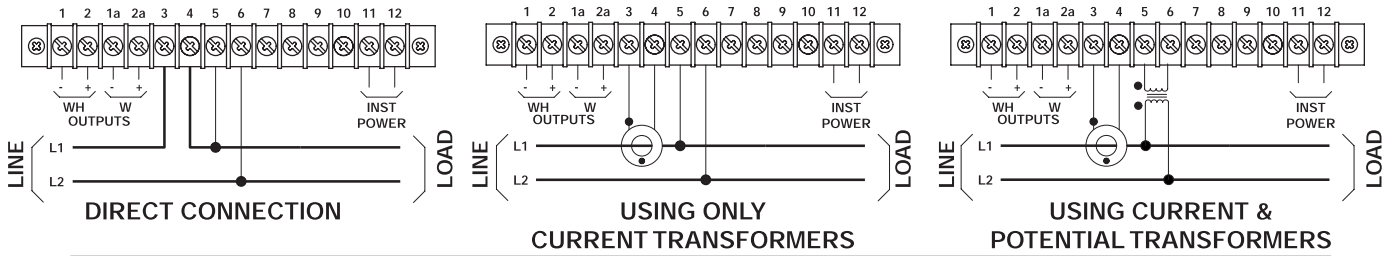 1 2 1a 2a 3 4 5 6 7 8 9 10 11 12
- + - +
WH W
OUTPUTS
INST
POWER
LINE
L1
L2
LOAD
DIRECT CONNECTION
1 2 1a 2a 3 4 5 6 7 8 9 10 11 12
- + - +
WH W
OUTPUTS
INST
POWER
LINE
L1
L2
LOAD
USING ONLY
CURRENT TRANSFORMERS
1 2 1a 2a 3 4 5 6 7 8 9 10 11 12
- + - +
WH W
OUTPUTS
INST
POWER
LINE
L1
L2
LOAD
USING CURRENT &
POTENTIAL TRANSFORMERS